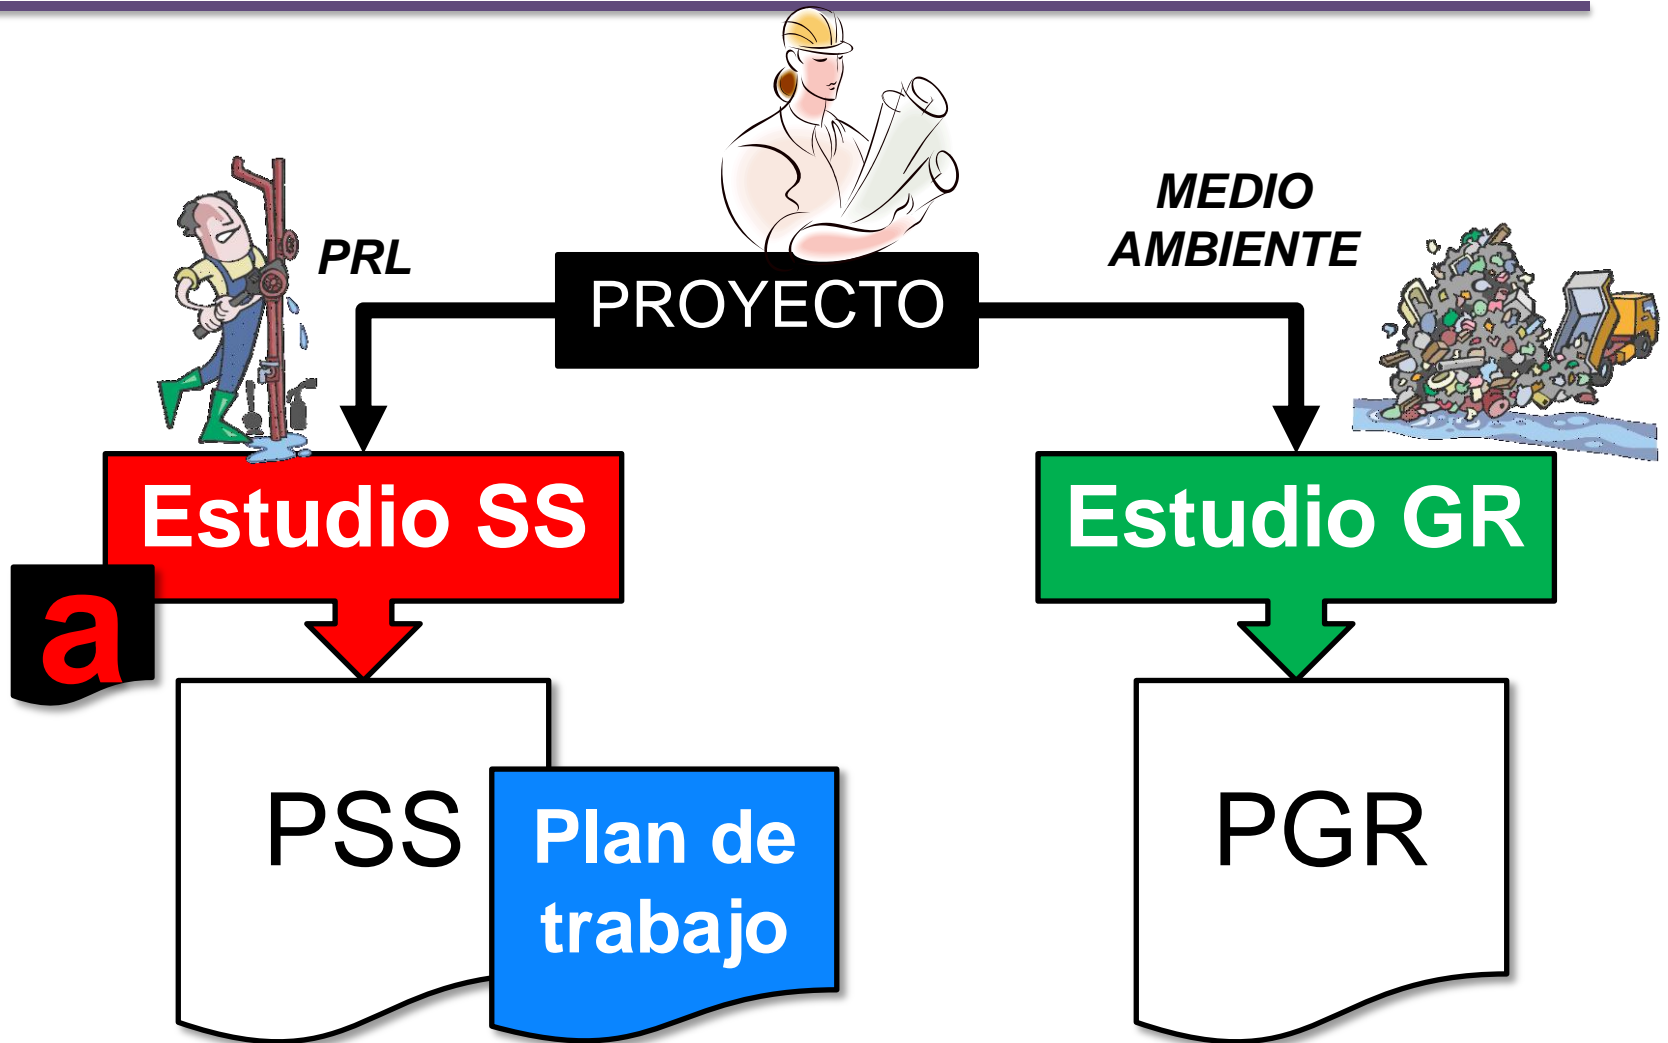 PROYECTO
PRL
MEDIO
AMBIENTE
Estudio SS
Estudio GR
a
PSS
Plan de
trabajo
PGR